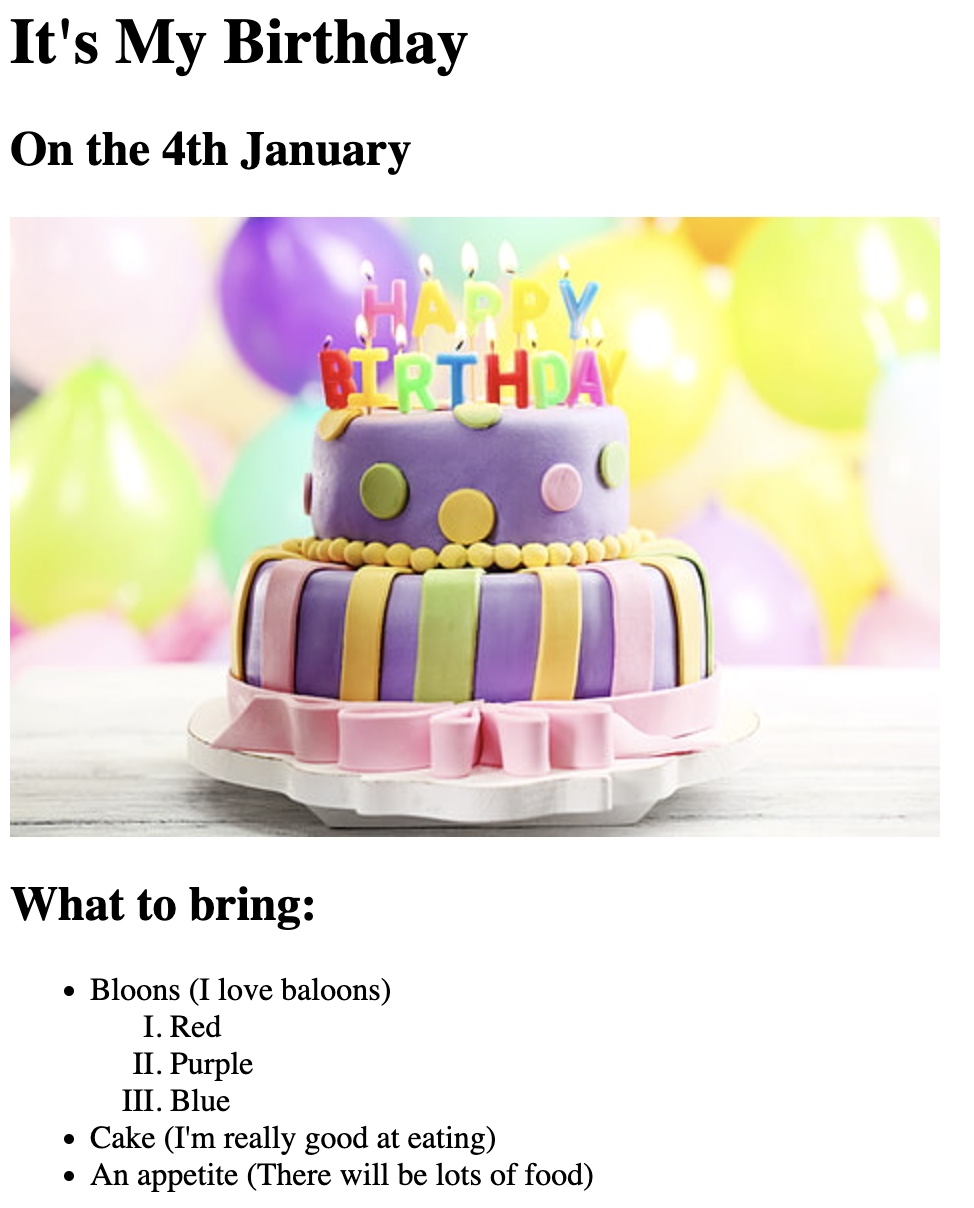 It's My Birthday
On the 4th January
HAPPY
BIRTHDAY
What to bring:
• Bloons (I love baloons)
I. Red
II. Purple
III. Blue
• Cake (I'm really good at eating)
• An appetite (There will be lots of food)